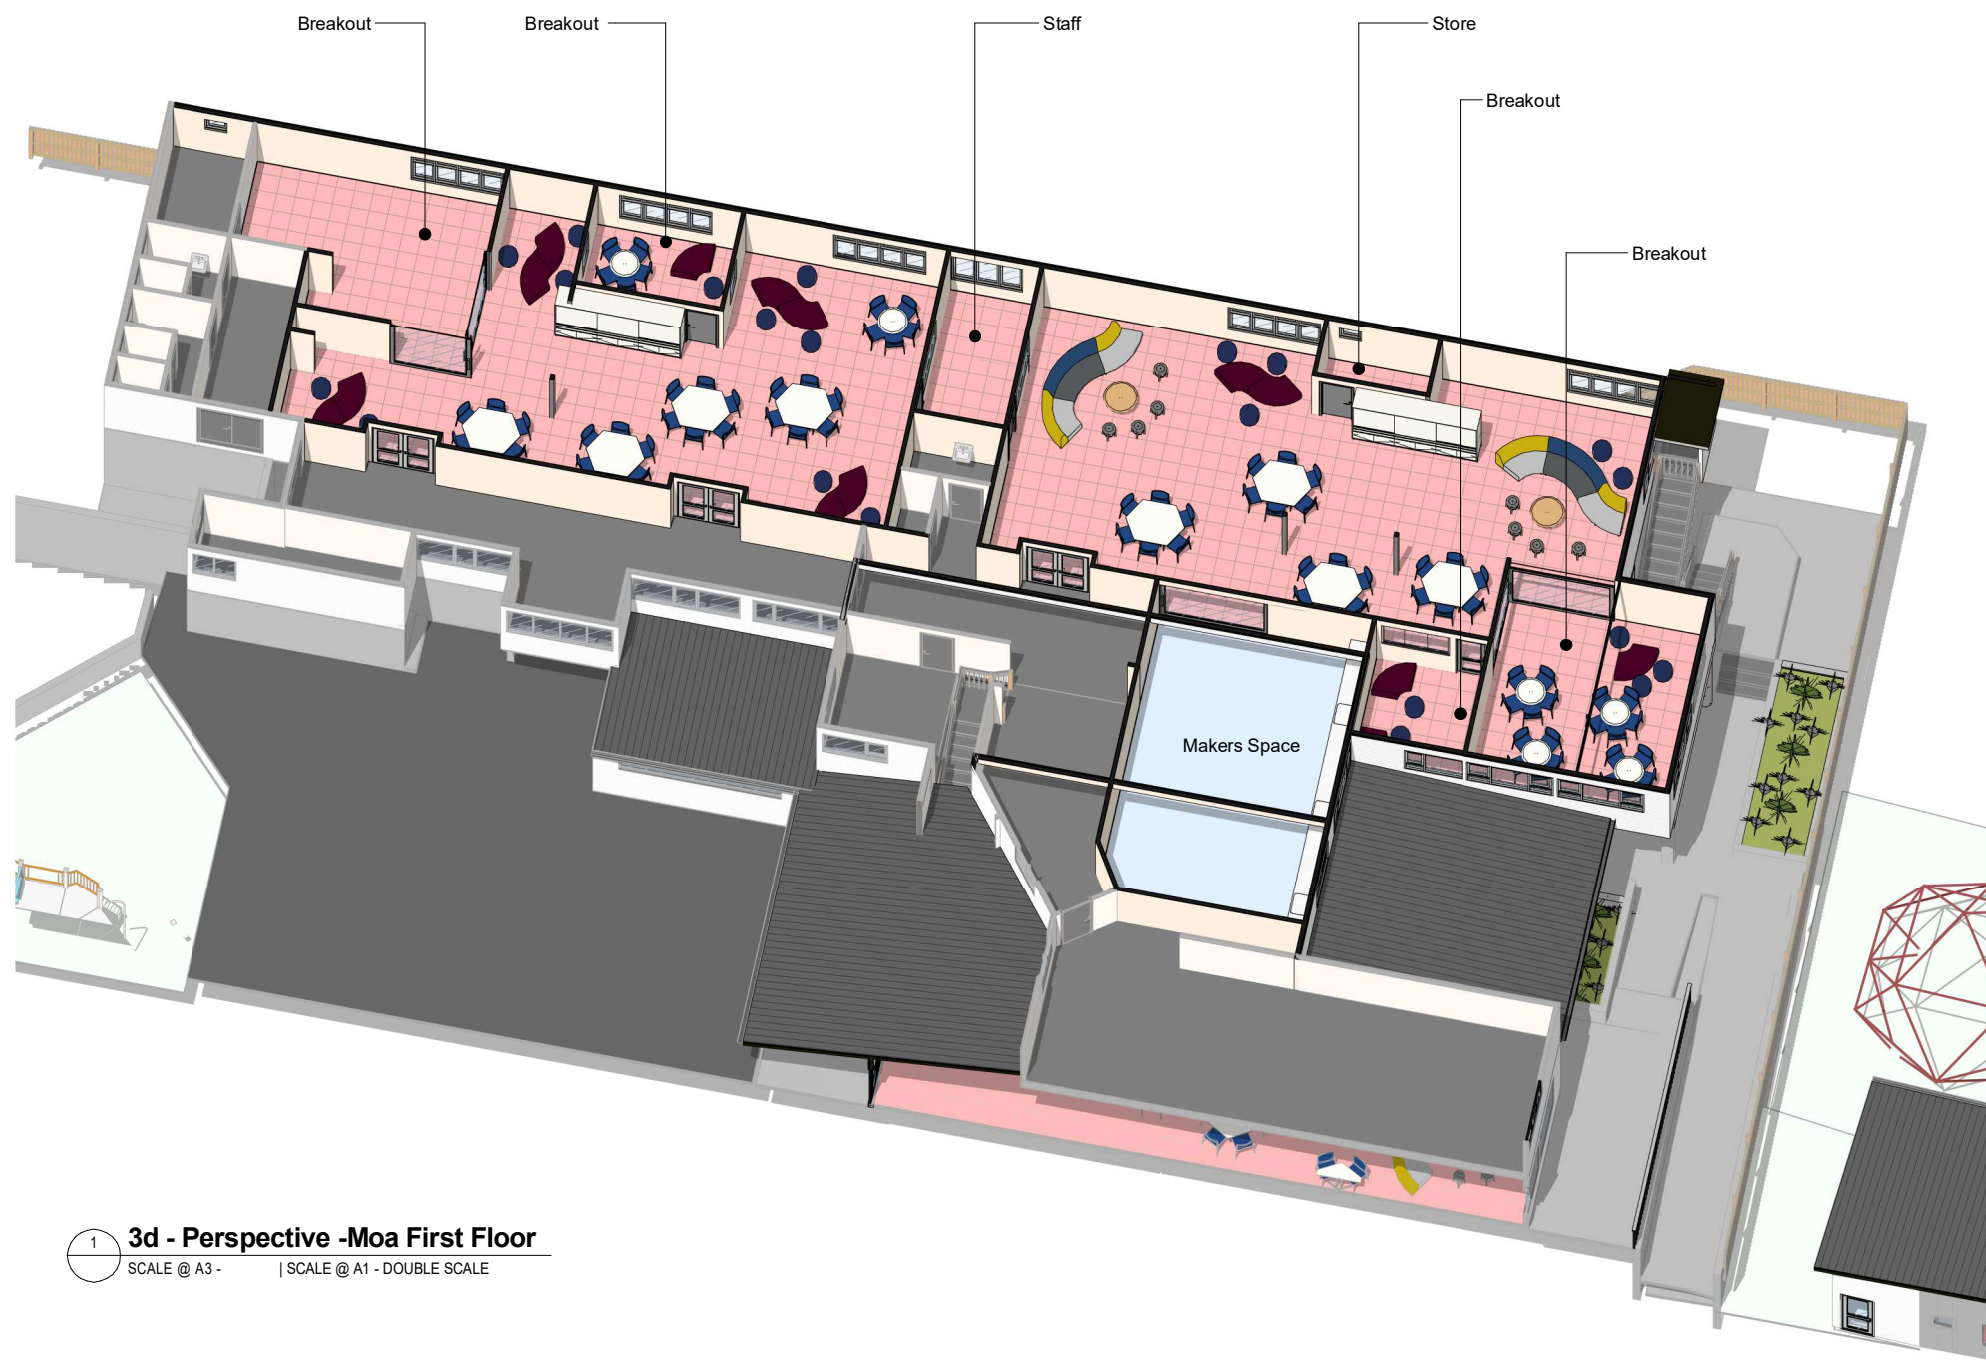 Breakout
Breakout
Staff
Store
Breakout
Breakout
Makers Space
1
3d - Perspective -Moa First Floor
SCALE @ A3 - | SCALE @ A1 - DOUBLE SCALE